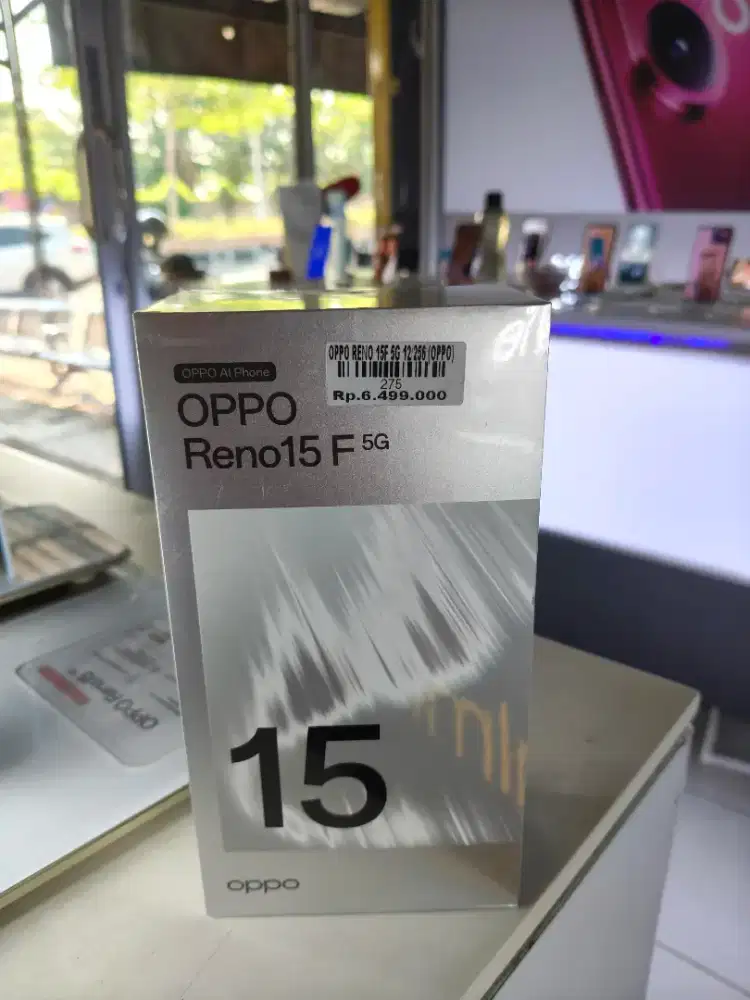 OPPO AI Phone
OPPO
Reno15 F 5G
OPPO RENO 15F 5G 12/256 (OPPO)
275
Rp.6.499.000
15
oppo